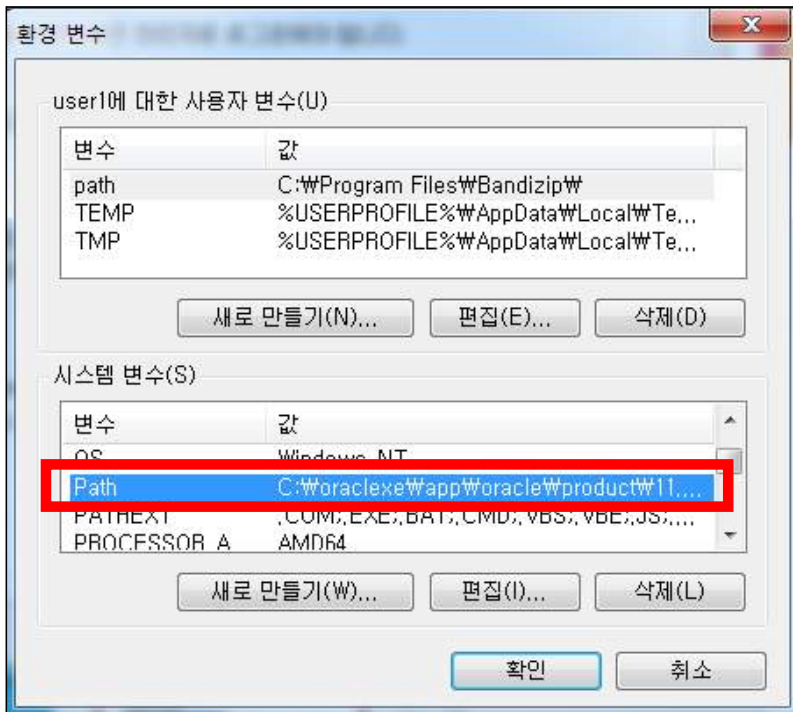 환경 변수
user1에 대한 사용자 변수(U)
변수 값
path C:₩Program Files₩Bandizip₩
TEMP %USERPROFILE%₩AppData₩Local₩Te...
TMP %USERPROFILE%₩AppData₩Local₩Te...
새로 만들기(N)... 편집(E)... 삭제(D)
시스템 변수(S)
변수 값
OS Windows_NT
Path C:₩oraclexe₩app₩oracle₩product₩11....
PATHEXT .COM;.EXE;.BAT;.CMD;.VBS;.VBE;.JS;....
PROCESSOR_A... AMD64
새로 만들기(W)... 편집(I)... 삭제(L)
확인 취소